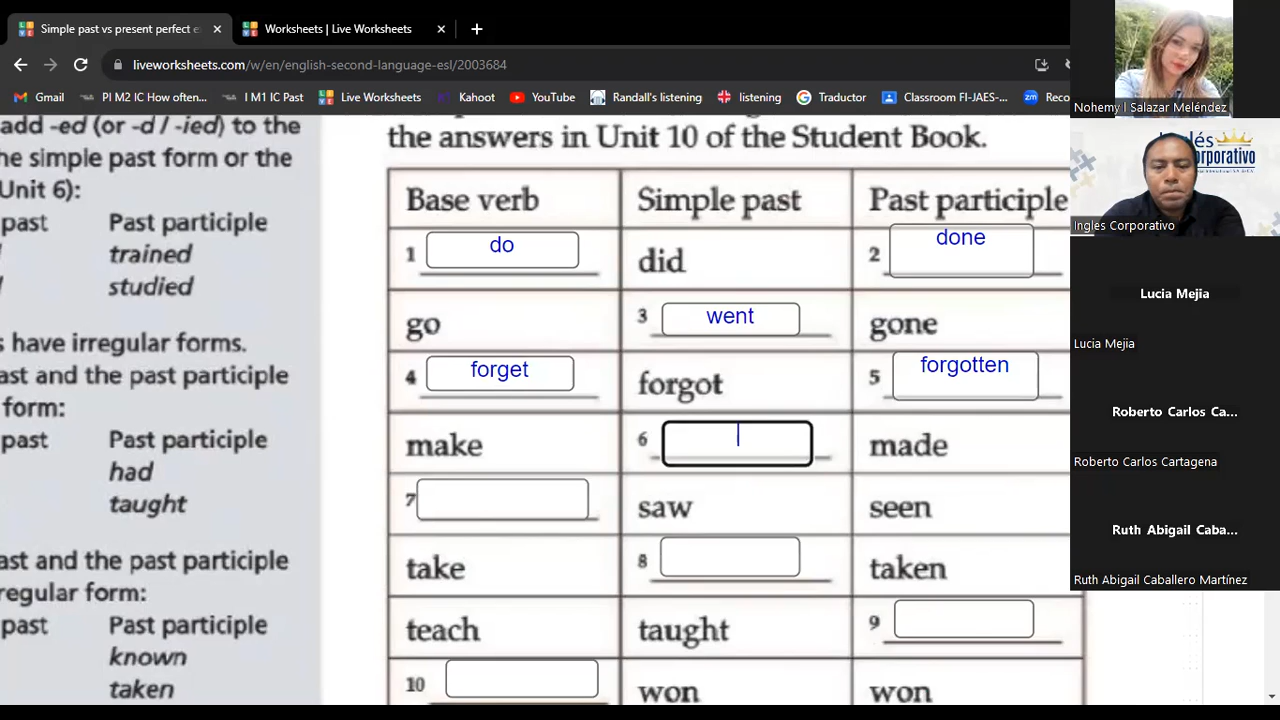 Simple past vs present perfect e
Worksheets | Live Worksheets
liveworksheets.com/w/en/english-second-language-esl/2003684
Gmail
PI M2 IC How often...
I M1 IC Past
Live Worksheets
Kahoot
YouTube
Randall's listening
listening
Traductor
Classroom FI-JAES-...
Reco
add -ed (or -d / -ied) to the
he simple past form or the
Unit 6):
past Past participle
trained
studied
s have irregular forms.
ast and the past participle
form:
past Past participle
had
taught
ast and the past participle
regular form:
past Past participle
known
taken
the answers in Unit 10 of the Student Book.
Base verb Simple past Past participle
1 do did 2 done
go 3 went gone
4 forget forgot 5 forgotten
make 6 made
7 saw seen
take 8 taken
teach taught 9
10 won won
Nohemy I Salazar Meléndez
Inglés
orporativo
Ingles Corporativo
Lucia Mejia
Lucia Mejia
Roberto Carlos Ca...
Roberto Carlos Cartagena
Ruth Abigail Caba...
Ruth Abigail Caballero Martínez